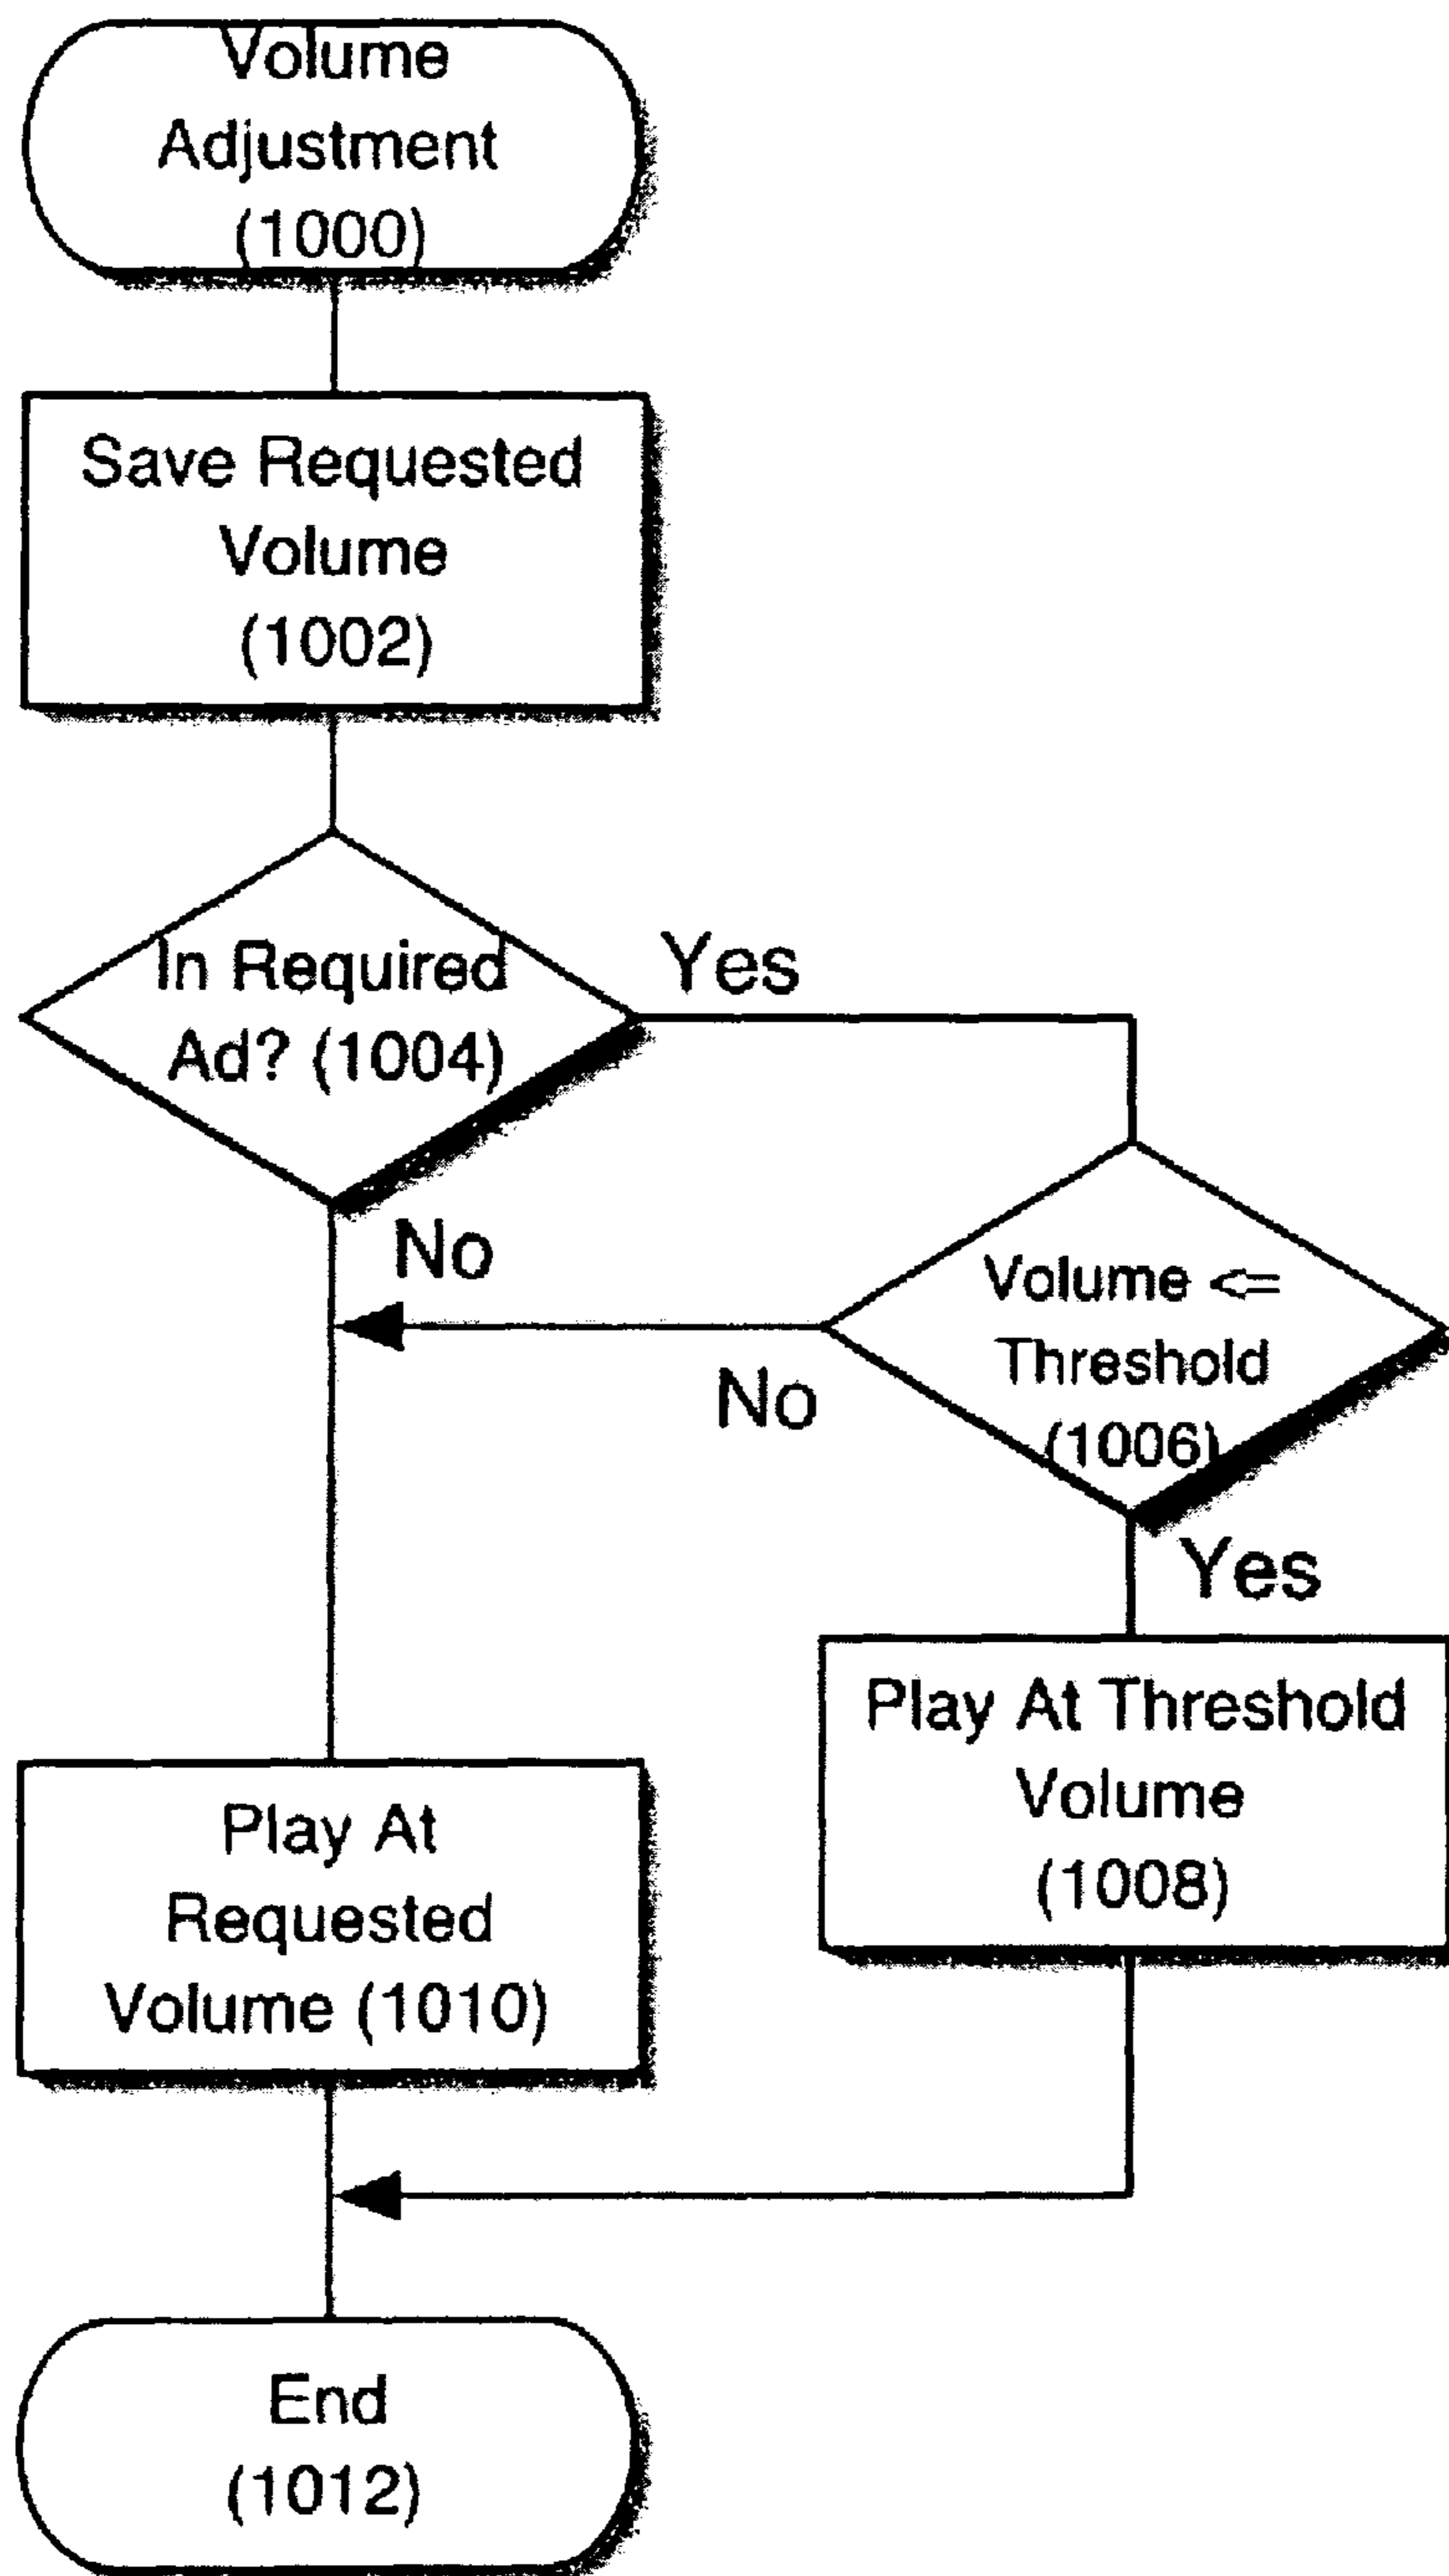 Volume
Adjustment
(1000)
Save Requested
Volume
(1002)
In Required
Ad? (1004)
Yes
No
Volume <=
Threshold
(1006)
No
Yes
Play At Threshold
Volume
(1008)
Play At
Requested
Volume (1010)
End
(1012)